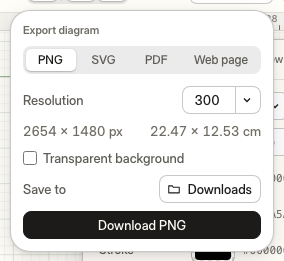 Export diagram
PNG SVG PDF Web page
Resolution 300
2654 × 1480 px 22.47 × 12.53 cm
Transparent background
Save to Downloads
Download PNG